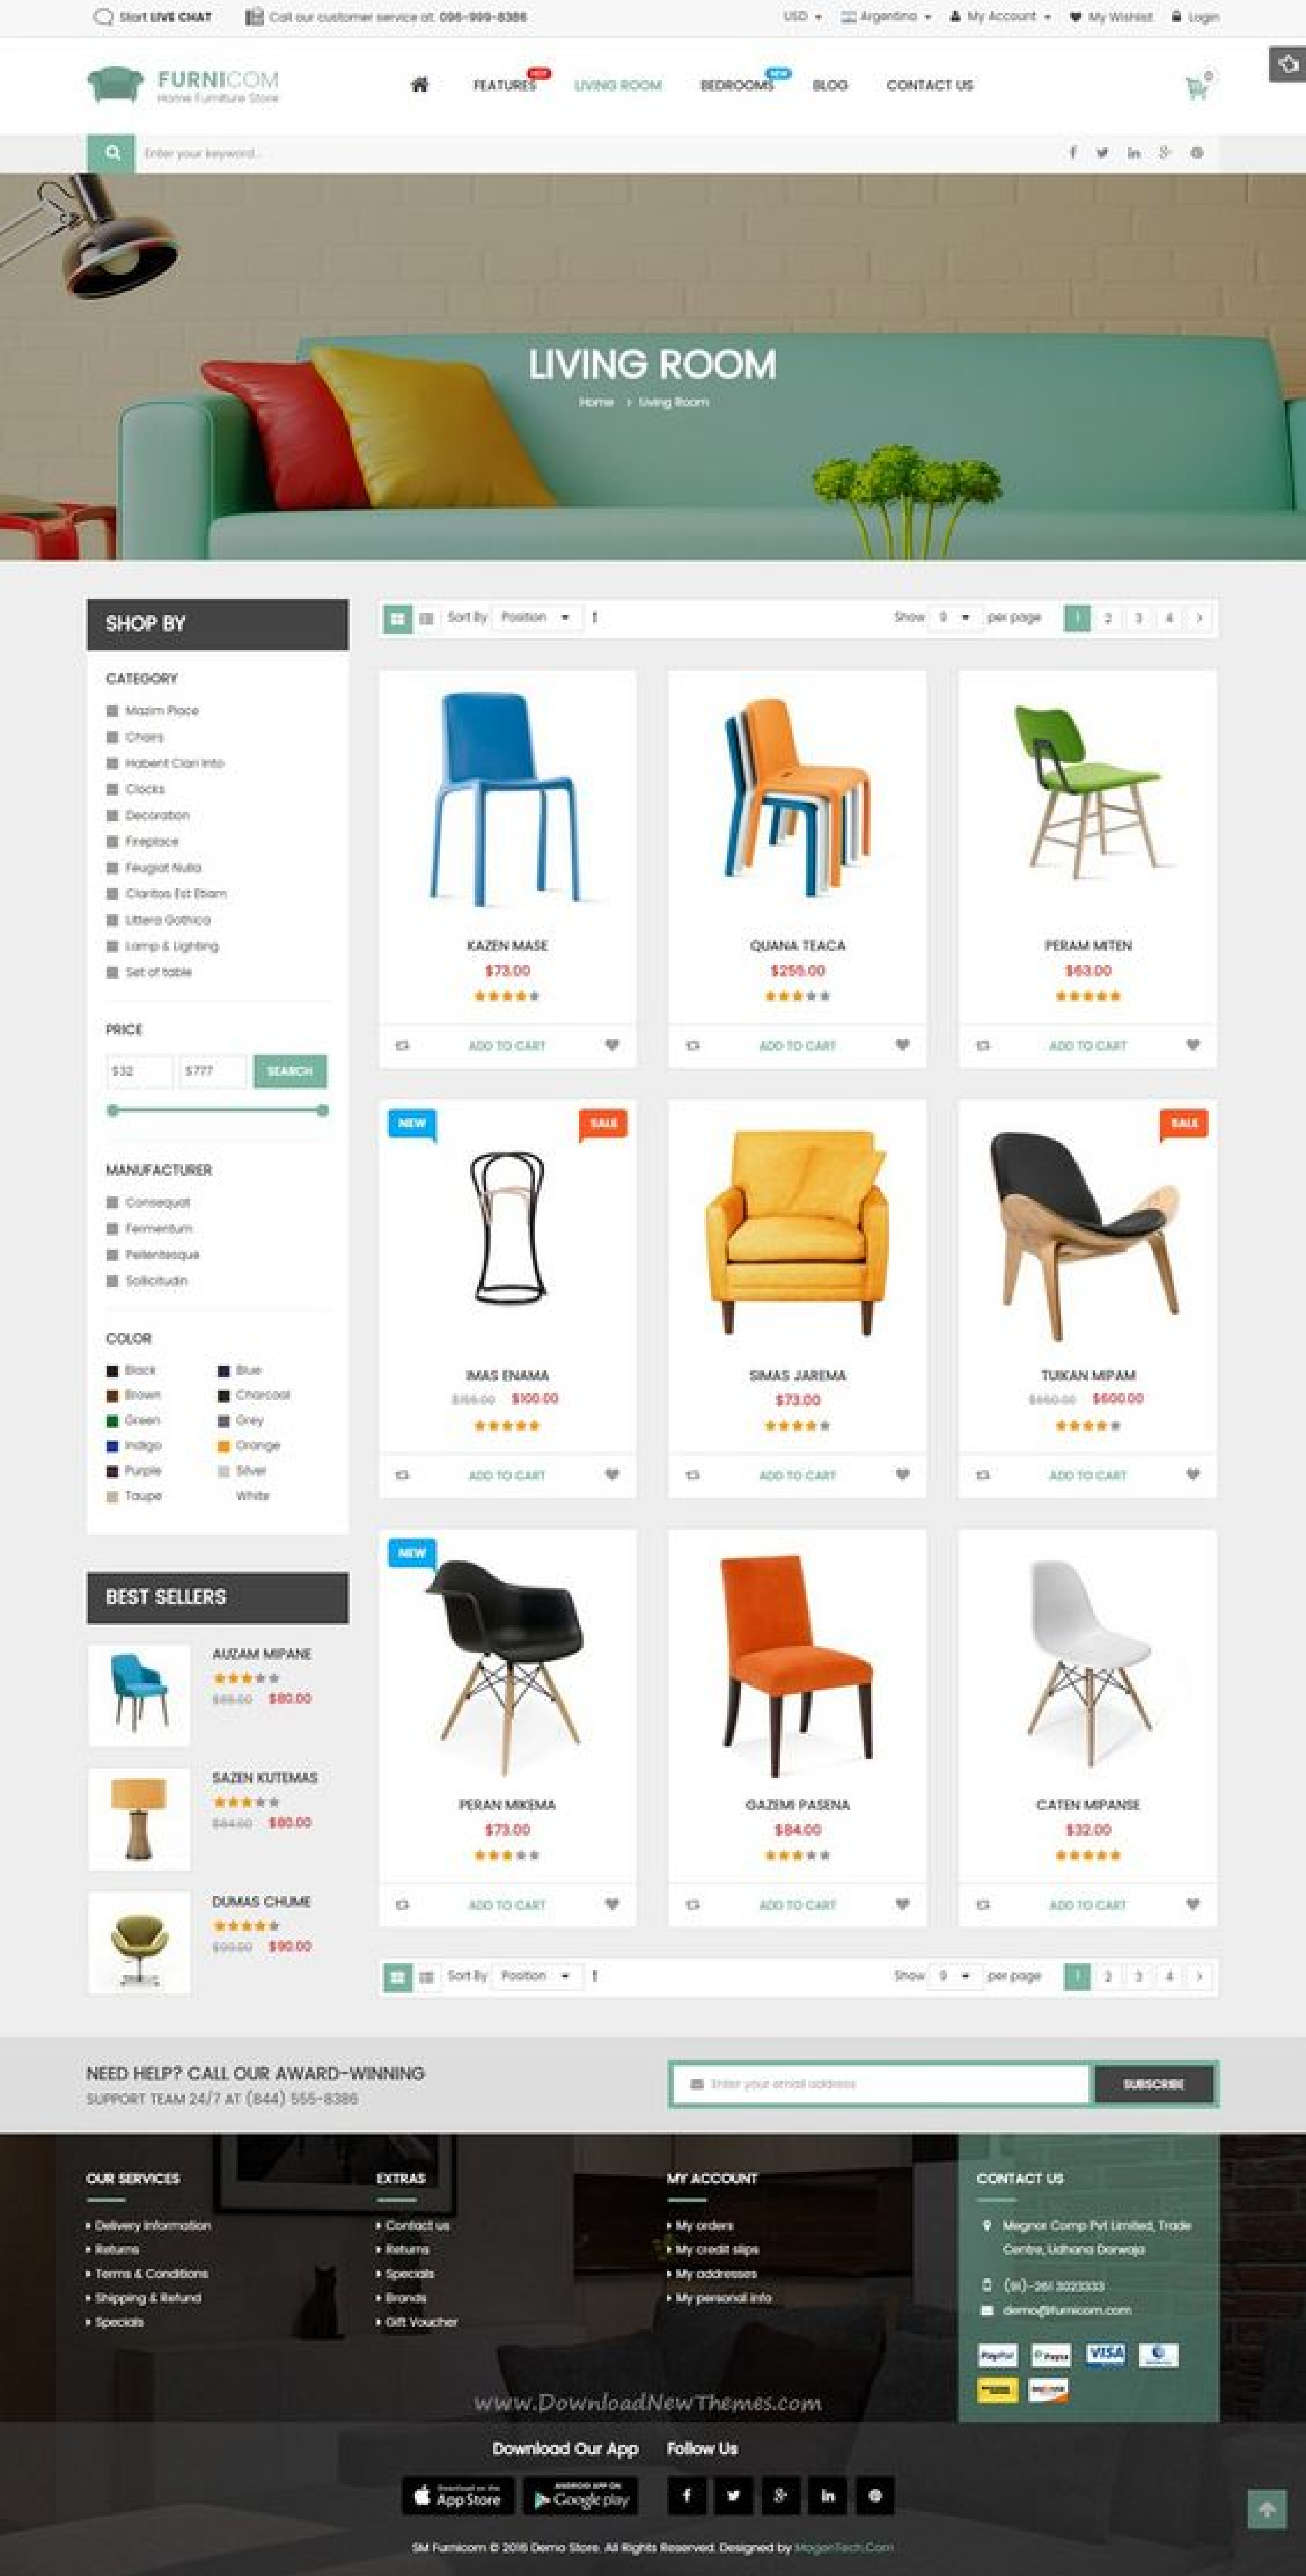 Start LIVE CHAT
Call our customer service at: 096-999-8386
USD
Argentina
My Account
My Wishlist
Login
FURNICOM
Home Furniture Store
FEATURES
HOT
LIVING ROOM
BEDROOMS
NEW
BLOG
CONTACT US
0
Enter your keyword...
LIVING ROOM
Home > Living Room
SHOP BY
CATEGORY
Mazim Place
Chairs
Habent Clari Into
Clocks
Decoration
Fireplace
Feugiat Nulla
Claritas Est Etiam
Littera Gothica
Lamp & Lighting
Set of table
PRICE
$32 $777 SEARCH
MANUFACTURER
Consequat
Fermentum
Pellentesque
Sollicitudin
COLOR
Black Blue
Brown Charcoal
Green Grey
Indigo Orange
Purple Silver
Taupe White
BEST SELLERS
AUZAM MIPANE
$80.00
SAZEN KUTEMAS
$84.00 $80.00
DUMAS CHUME
$99.00 $90.00
Sort By Position
Show 9 per page 1 2 3 4 >
KAZEN MASE
$73.00
ADD TO CART
QUANA TEACA
$255.00
ADD TO CART
PERAM MITEN
$63.00
ADD TO CART
NEW SALE
IMAS ENAMA
$100.00
ADD TO CART
SIMAS JAREMA
$73.00
ADD TO CART
SALE
TUIKAN MIPAM
$600.00
ADD TO CART
NEW
PERAN MIKEMA
$73.00
ADD TO CART
GAZEMI PASENA
$84.00
ADD TO CART
CATEN MIPANSE
$32.00
ADD TO CART
Sort By Position
Show 9 per page 1 2 3 4 >
NEED HELP? CALL OUR AWARD-WINNING
SUPPORT TEAM 24/7 AT (844) 555-8386
Enter your email address
SUBSCRIBE
OUR SERVICES
Delivery Information
Returns
Terms & Conditions
Shipping & Refund
Specials
EXTRAS
Contact us
Returns
Specials
Brands
Gift Voucher
MY ACCOUNT
My orders
My credit slips
My addresses
My personal info
CONTACT US
Magnor Comp Pvt Limited, Trade
Centre, Udhana Darwaja
(91)-261 3023333
demo@furnicom.com
PayPal Payza VISA
www.DownloadNewThemes.com
Download Our App
Follow Us
Download on the
App Store
ANDROID APP ON
Google play
SM Furnicom © 2016 Demo Store. All Rights Reserved. Designed by MagenTech.Com